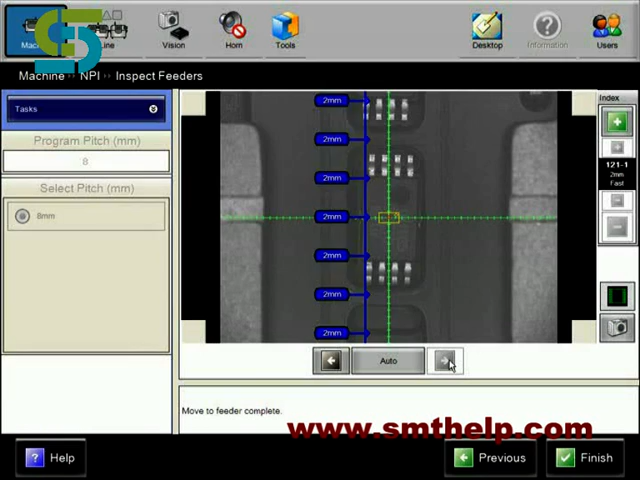 Mac
Line
Vision
Hom
Tools
Desktop
Information
Users
Machine
NPI
Inspect Feeders
Tasks
Program Pitch (mm)
8
Select Pitch (mm)
8mm
2mm
2mm
2mm
2mm
2mm
2mm
2mm
Index
121-1
2mm
Fast
Auto
Move to feeder complete.
www.smthelp.com
? Help
Previous
Finish